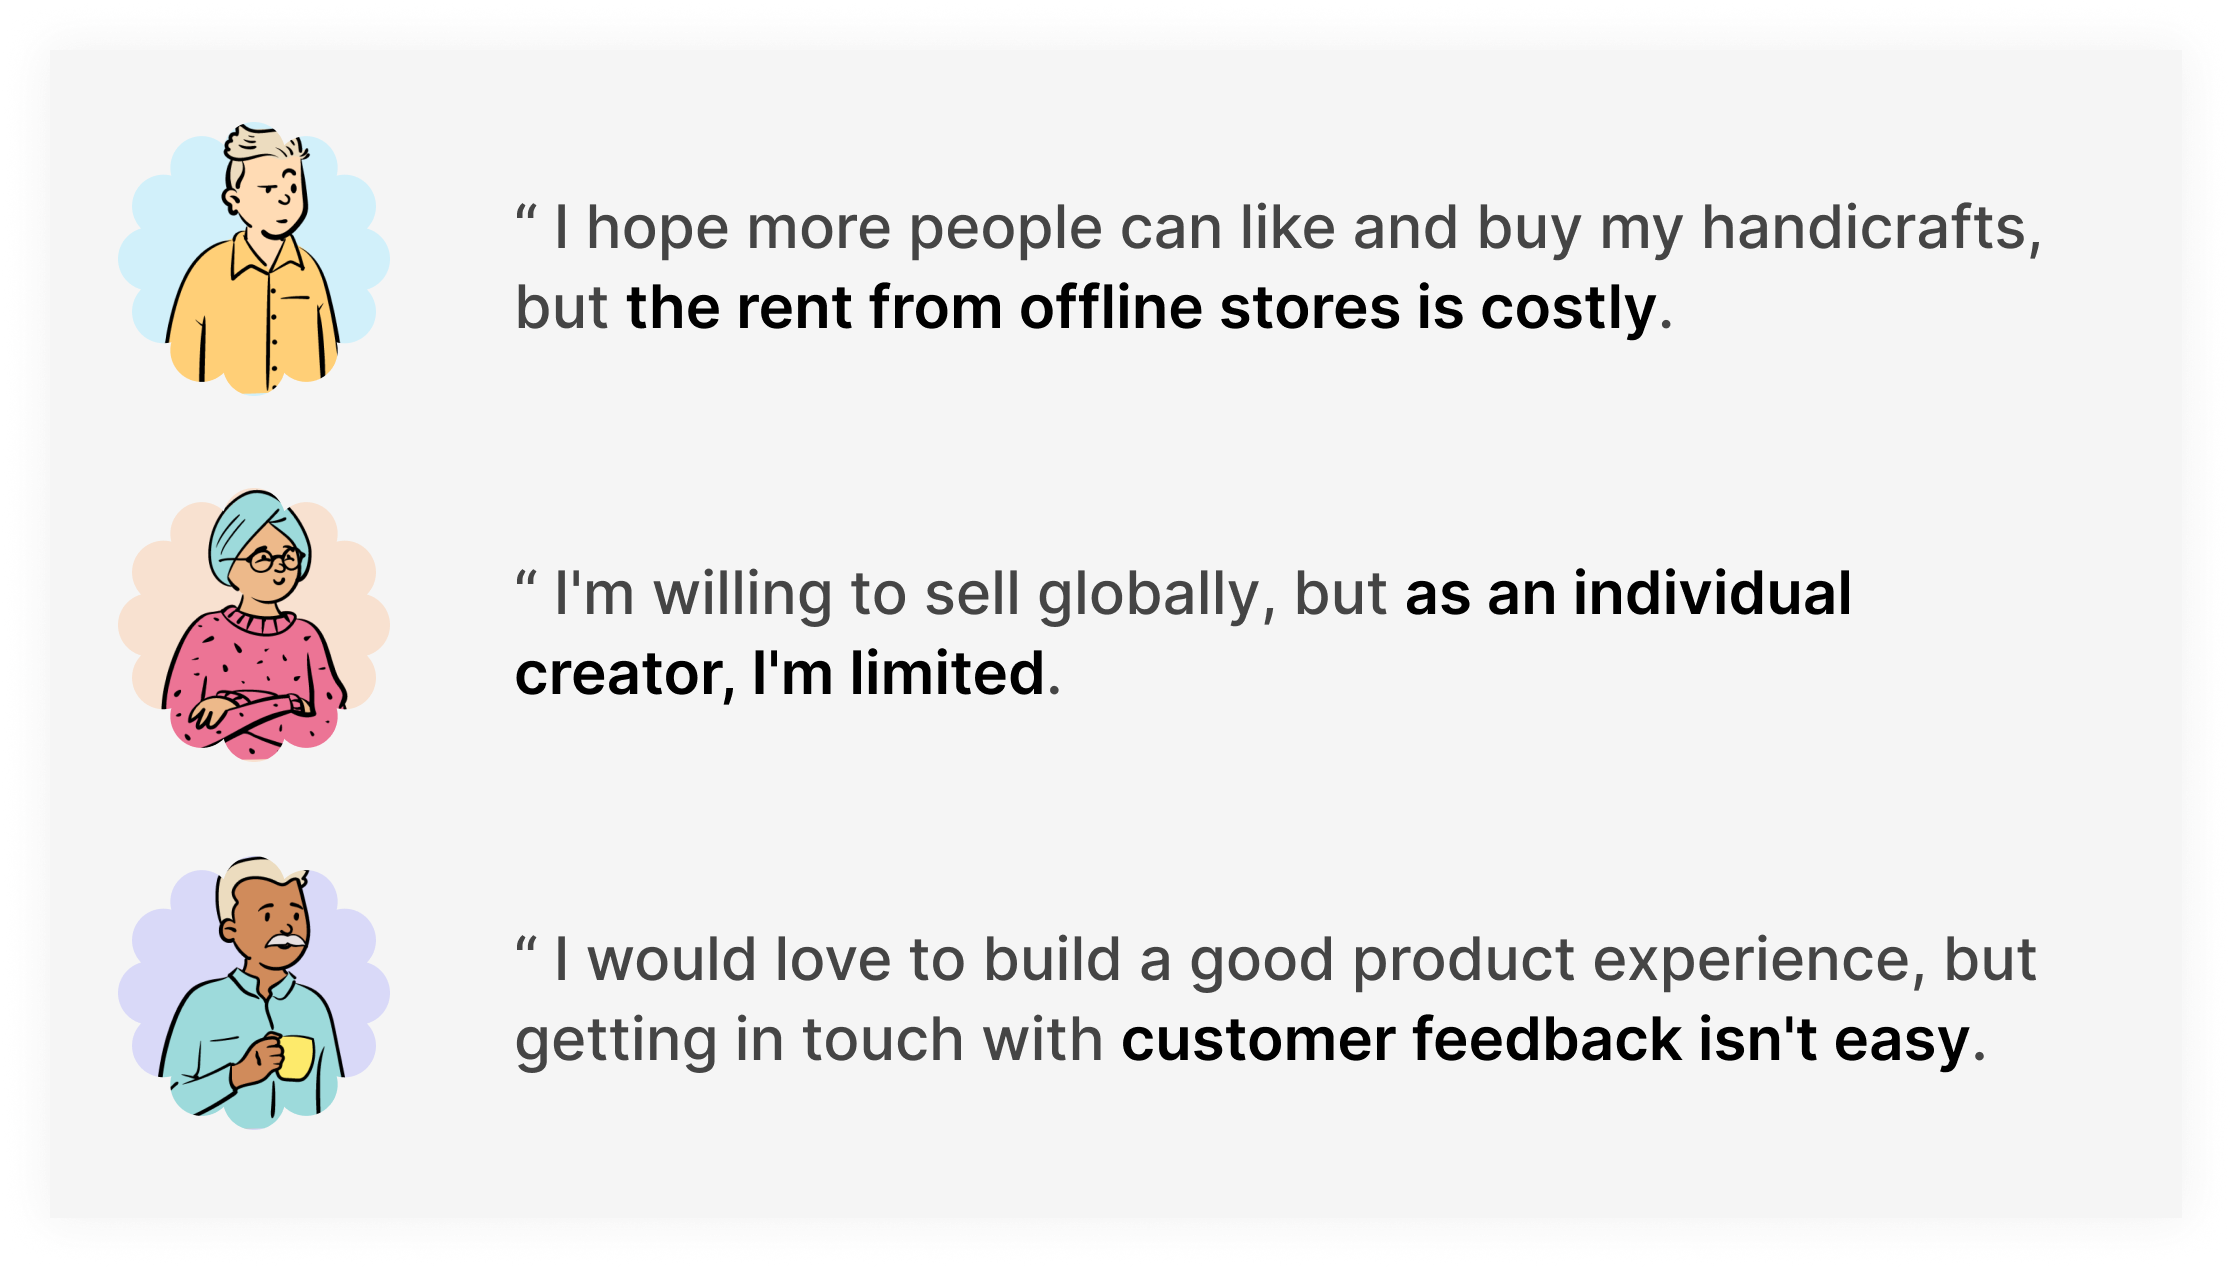 “ I hope more people can like and buy my handicrafts,
but the rent from offline stores is costly.
“ I'm willing to sell globally, but as an individual
creator, I'm limited.
“ I would love to build a good product experience, but
getting in touch with customer feedback isn't easy.